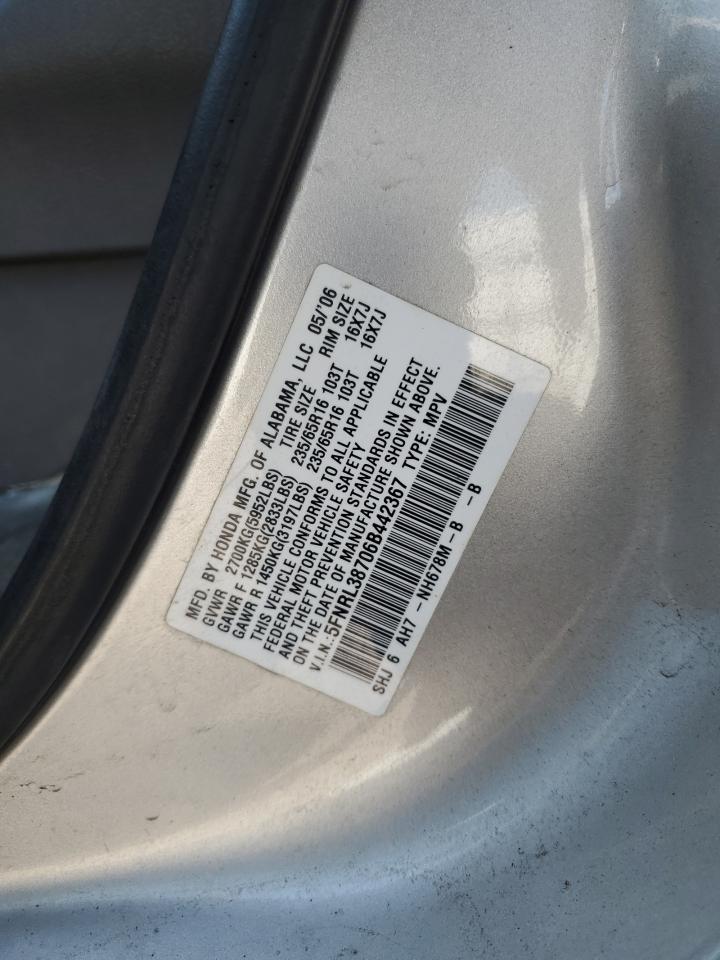 MFD. BY HONDA MFG. OF ALABAMA, LLC 05/'06
GVWR 2700KG(5952LBS) TIRE SIZE RIM SIZE
GAWR F 1285KG(2833LBS) 235/65R16 103T 16X7J
GAWR R 1450KG(3197LBS) 235/65R16 103T 16X7J
THIS VEHICLE CONFORMS TO ALL APPLICABLE
FEDERAL MOTOR VEHICLE SAFETY
AND THEFT PREVENTION STANDARDS IN EFFECT
ON THE DATE OF MANUFACTURE SHOWN ABOVE.
V.I.N.:5FNRL38706B442367 TYPE: MPV
SHJ 6 AH7 - NH678M - B - B